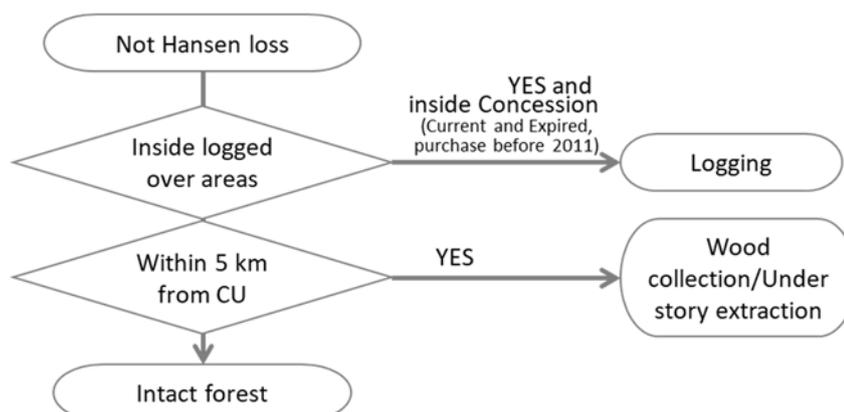 Not Hansen loss
YES and
inside Concession
(Current and Expired,
purchase before 2011)
Inside logged
over areas
Logging
Within 5 km
from CU
YES
Wood
collection/Under
story extraction
Intact forest